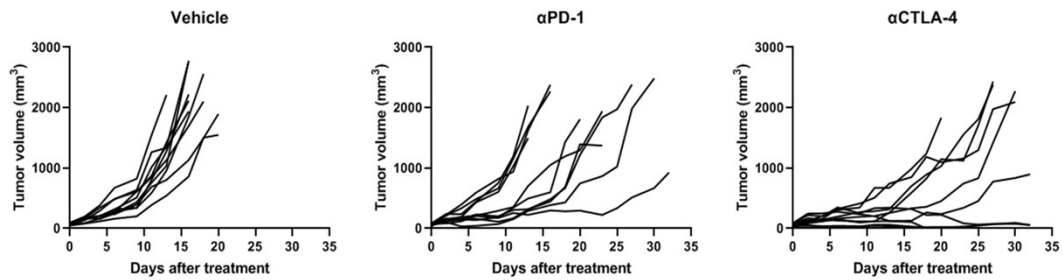 Vehicle
Tumor volume (mm³)
3000
2000
1000
0
0 5 10 15 20 25 30 35
Days after treatment
αPD-1
Tumor volume (mm³)
3000
2000
1000
0
0 5 10 15 20 25 30 35
Days after treatment
αCTLA-4
Tumor volume (mm³)
3000
2000
1000
0
0 5 10 15 20 25 30 35
Days after treatment